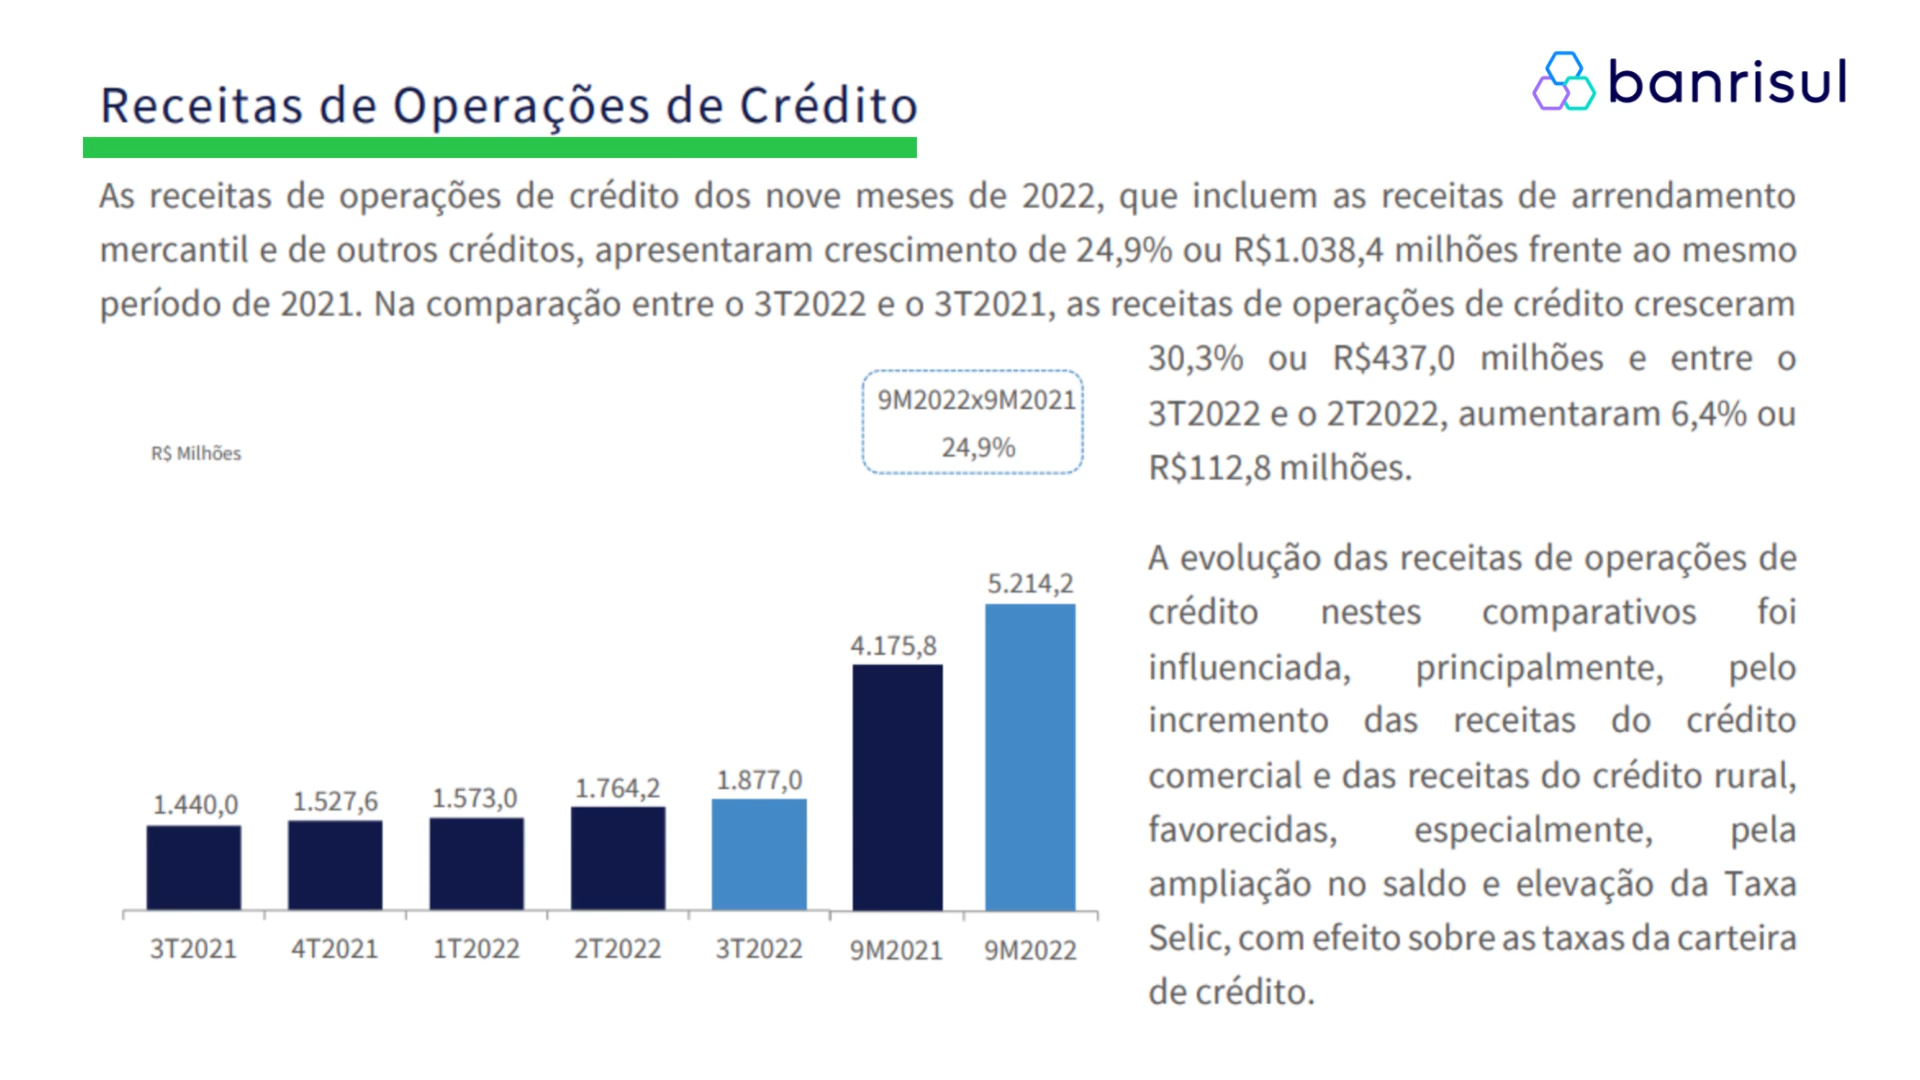 Receitas de Operações de Crédito
banrisul
As receitas de operações de crédito dos nove meses de 2022, que incluem as receitas de arrendamento
mercantil e de outros créditos, apresentaram crescimento de 24,9% ou R$1.038,4 milhões frente ao mesmo
período de 2021. Na comparação entre o 3T2022 e o 3T2021, as receitas de operações de crédito cresceram
30,3% ou R$437,0 milhões e entre o
3T2022 e o 2T2022, aumentaram 6,4% ou
R$112,8 milhões.
A evolução das receitas de operações de
crédito nestes comparativos foi
influenciada, principalmente, pelo
incremento das receitas do crédito
comercial e das receitas do crédito rural,
favorecidas, especialmente, pela
ampliação no saldo e elevação da Taxa
Selic, com efeito sobre as taxas da carteira
de crédito.
R$ Milhões
9M2022x9M2021
24,9%
1.440,0
1.527,6
1.573,0
1.764,2
1.877,0
4.175,8
5.214,2
3T2021
4T2021
1T2022
2T2022
3T2022
9M2021
9M2022